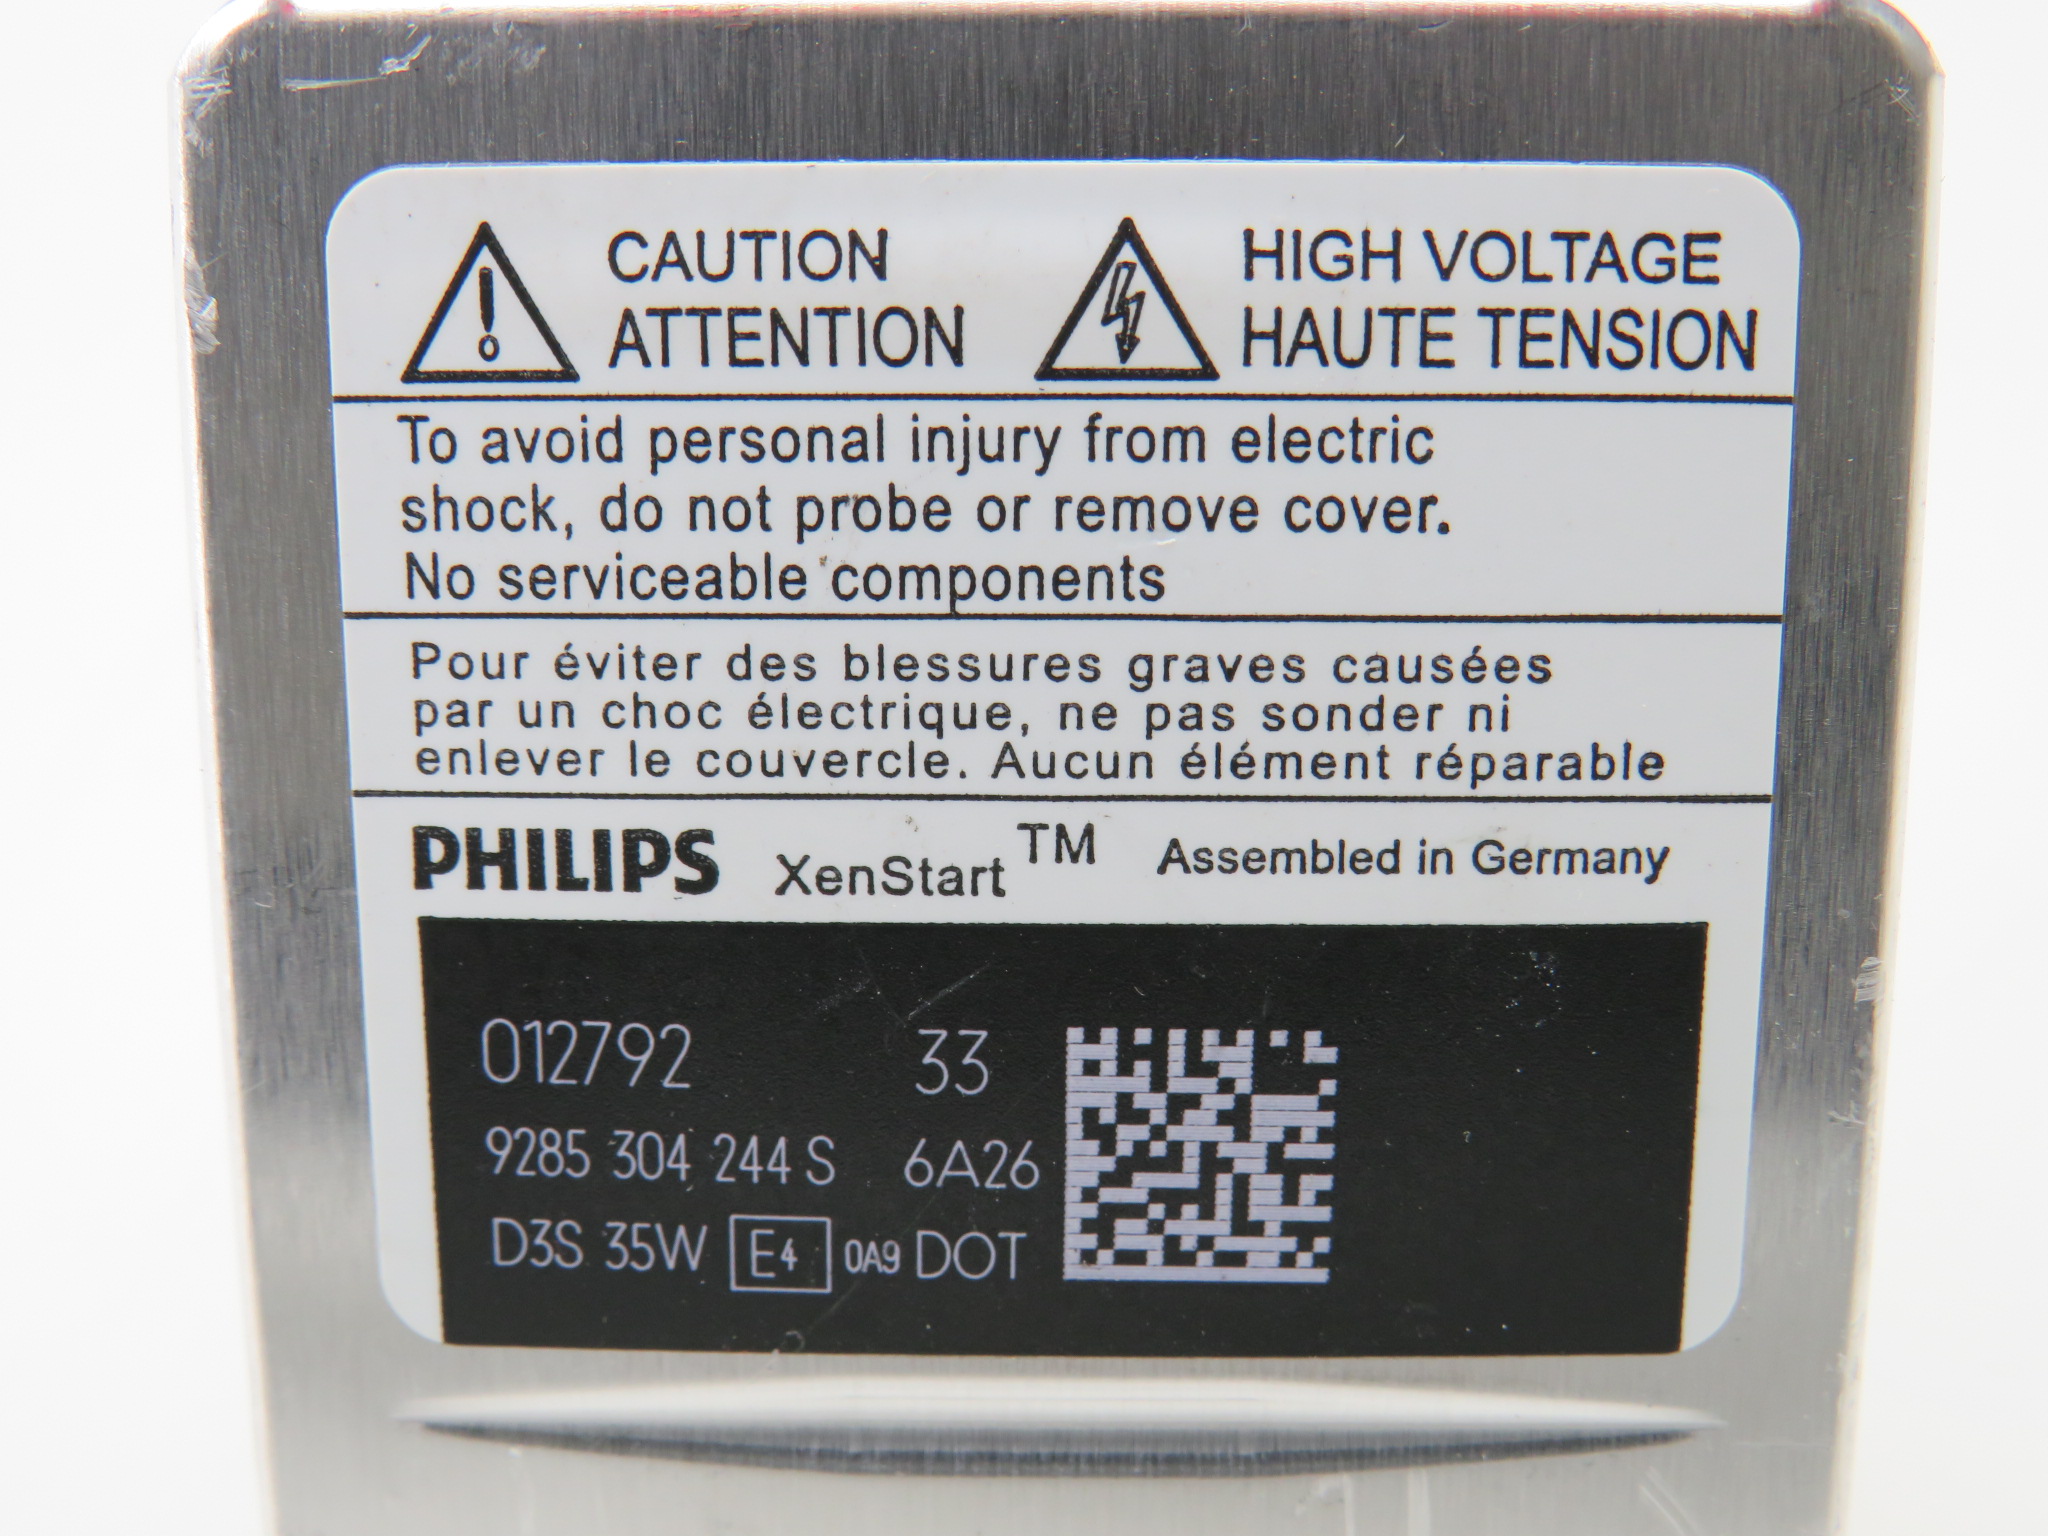 CAUTION
ATTENTION
HIGH VOLTAGE
HAUTE TENSION
To avoid personal injury from electric
shock, do not probe or remove cover.
No serviceable components
Pour éviter des blessures graves causées
par un choc électrique, ne pas sonder ni
enlever le couvercle. Aucun élément réparable
PHILIPS XenStart™ Assembled in Germany
012792 33
9285 304 244 S 6A26
D3S 35W E4 0A9 DOT